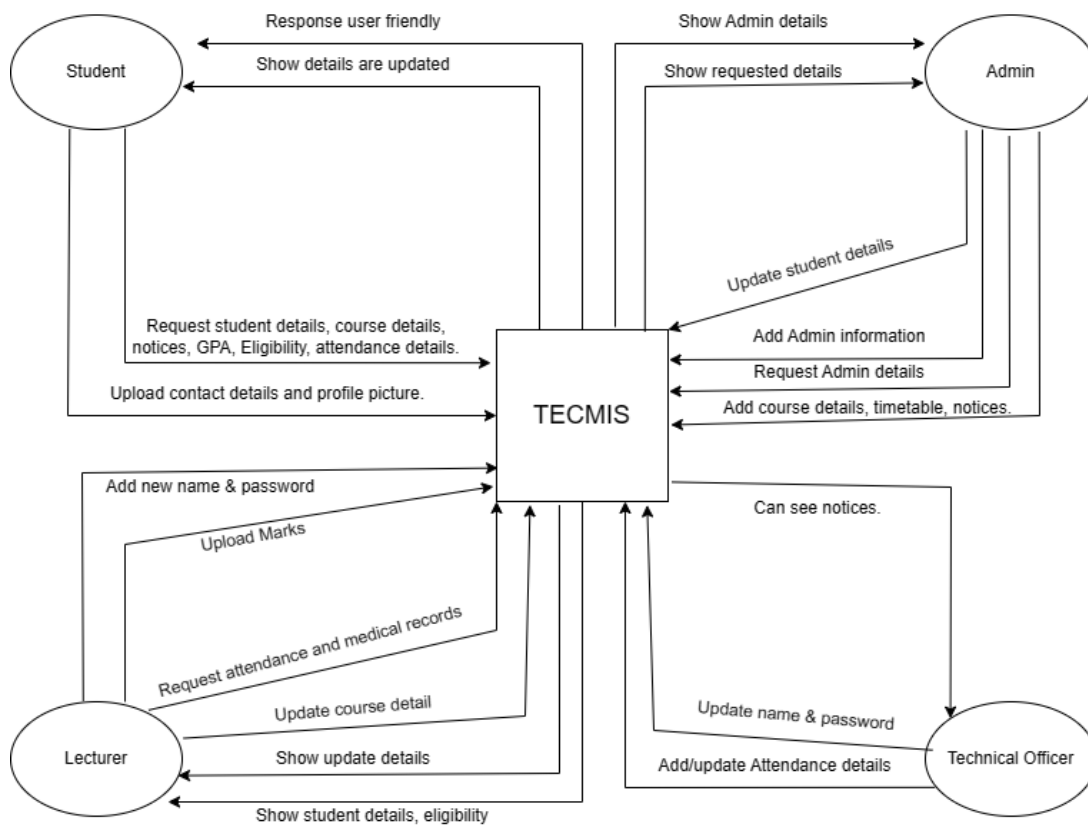 Response user friendly
Show Admin details
Student
Show details are updated
Show requested details
Admin
Update student details
Request student details, course details,
notices, GPA, Eligibility, attendance details.
Add Admin information
Request Admin details
Upload contact details and profile picture.
TECMIS
Add course details, timetable, notices.
Add new name & password
Can see notices.
Upload Marks
Request attendance and medical records
Update course detail
Update name & password
Lecturer
Show update details
Add/update Attendance details
Technical Officer
Show student details, eligibility